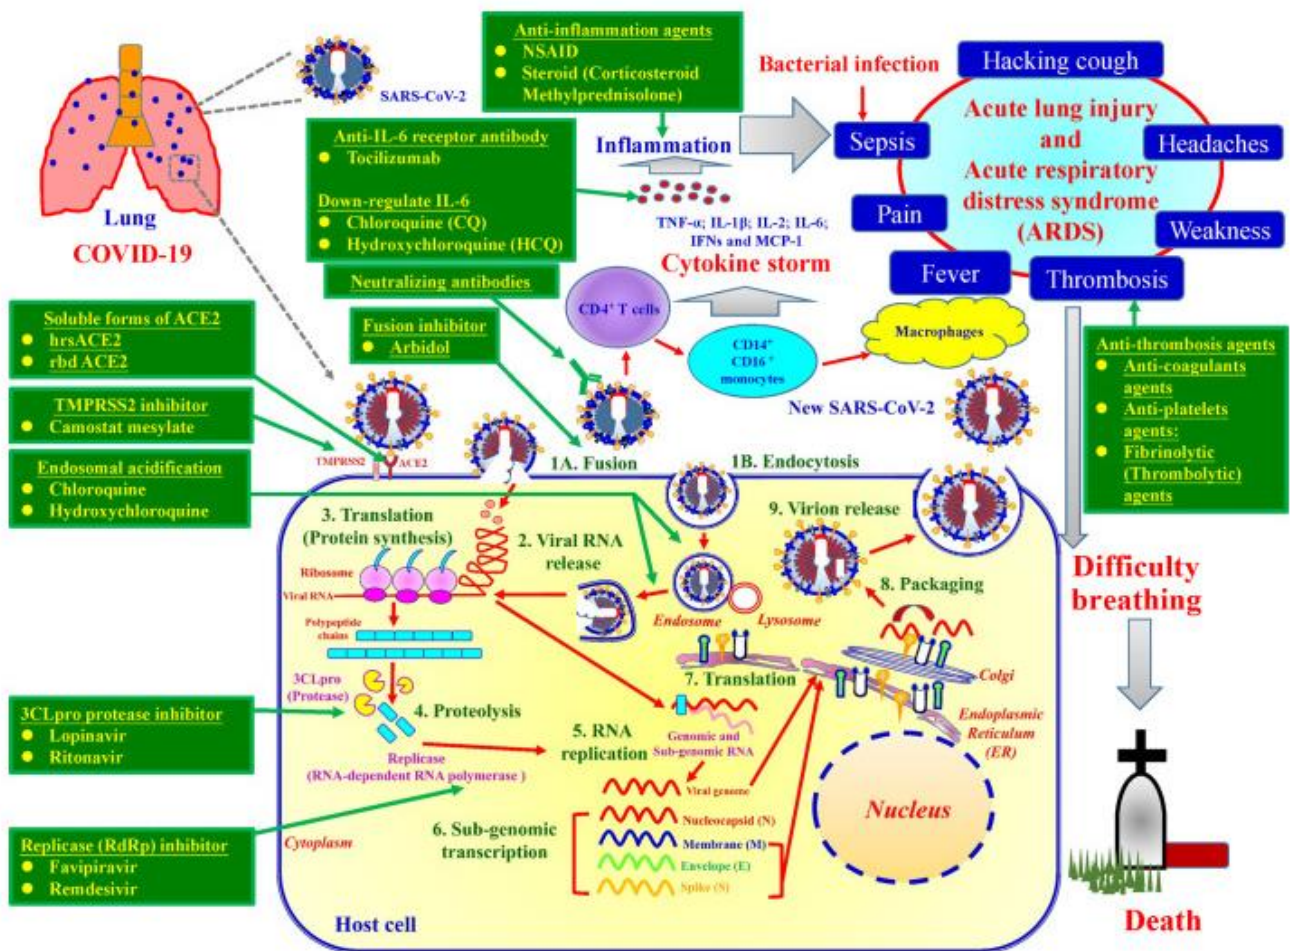 Anti-inflammation agents
NSAID
Steroid (Corticosteroid
Methylprednisolone)
SARS-CoV-2
Lung
COVID-19
Anti-IL-6 receptor antibody
Tocilizumab
Down-regulate IL-6
Chloroquine (CQ)
Hydroxychloroquine (HCQ)
Neutralizing antibodies
Fusion inhibitor
Arbidol
Inflammation
TNF-α; IL-1β; IL-2; IL-6;
IFNs and MCP-1
Cytokine storm
CD4⁺ T cells
CD14⁺
CD16⁺
monocytes
Macrophages
Bacterial infection
Hacking cough
Sepsis
Headaches
Pain
Weakness
Fever
Thrombosis
Acute lung injury
and
Acute respiratory
distress syndrome
(ARDS)
Anti-thrombosis agents
Anti-coagulants
agents
Anti-platelets
agents;
Fibrinolytic
(Thrombolytic)
agents
Soluble forms of ACE2
hrsACE2
rbd ACE2
TMPRSS2 inhibitor
Camostat mesylate
Endosomal acidification
Chloroquine
Hydroxychloroquine
TMPRSS2
ACE2
1A. Fusion
1B. Endocytosis
New SARS-CoV-2
3. Translation
(Protein synthesis)
2. Viral RNA
release
9. Virion release
8. Packaging
Ribosome
Viral RNA
Polypeptide
chains
Endosome
Lysosome
7. Translation
Golgi
Endoplasmic
Reticulum
(ER)
3CLpro
(Protease)
4. Proteolysis
5. RNA
replication
Genomic and
Sub-genomic RNA
Replicase
(RNA-dependent RNA polymerase )
Viral genome
6. Sub-genomic
transcription
Nucleocapsid (N)
Membrane (M)
Envelope (E)
Spike (S)
Nucleus
Cytoplasm
Host cell
3CLpro protease inhibitor
Lopinavir
Ritonavir
Replicase (RdRp) inhibitor
Favipiravir
Remdesivir
Difficulty
breathing
Death